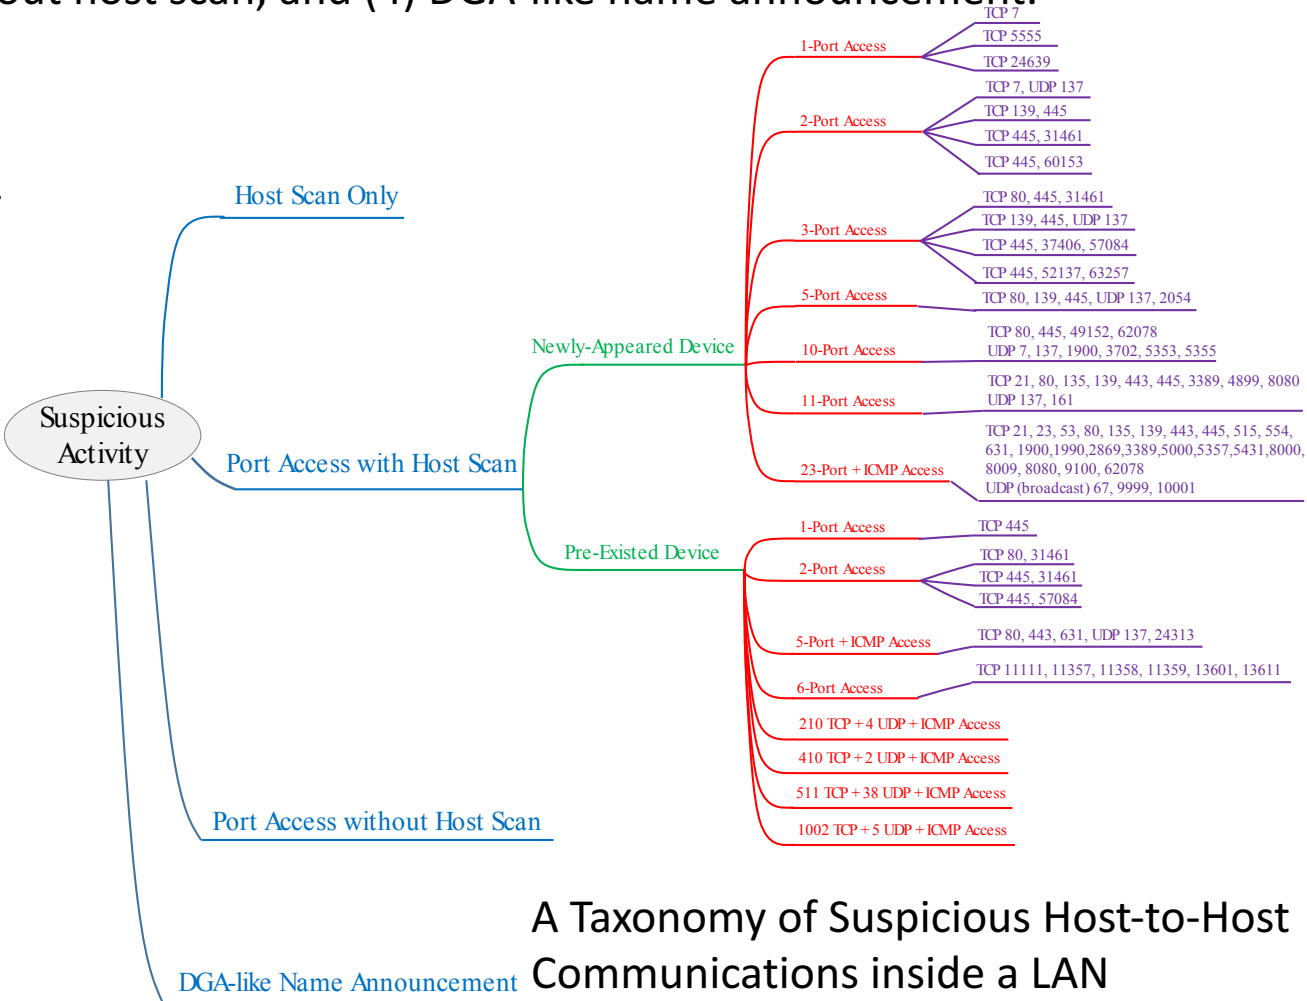 out host scan, and (4) DGA-like name announcement.
Suspicious
Activity
Host Scan Only
Port Access with Host Scan
Newly-Appeared Device
1-Port Access
TCP 7
TCP 5555
TCP 24639
2-Port Access
TCP 7, UDP 137
TCP 139, 445
TCP 445, 31461
TCP 445, 60153
3-Port Access
TCP 80, 445, 31461
TCP 139, 445, UDP 137
TCP 445, 37406, 57084
TCP 445, 52137, 63257
5-Port Access
TCP 80, 139, 445, UDP 137, 2054
10-Port Access
TCP 80, 445, 49152, 62078
UDP 7, 137, 1900, 3702, 5353, 5355
11-Port Access
TCP 21, 80, 135, 139, 443, 445, 3389, 4899, 8080
UDP 137, 161
23-Port + ICMP Access
TCP 21, 23, 53, 80, 135, 139, 443, 445, 515, 554,
631, 1900,1990,2869,3389,5000,5357,5431,8000,
8009, 8080, 9100, 62078
UDP (broadcast) 67, 9999, 10001
Pre-Existed Device
1-Port Access
TCP 445
2-Port Access
TCP 80, 31461
TCP 445, 31461
TCP 445, 57084
5-Port + ICMP Access
TCP 80, 443, 631, UDP 137, 24313
6-Port Access
TCP 11111, 11357, 11358, 11359, 13601, 13611
210 TCP + 4 UDP + ICMP Access
410 TCP + 2 UDP + ICMP Access
511 TCP + 38 UDP + ICMP Access
1002 TCP + 5 UDP + ICMP Access
Port Access without Host Scan
DGA-like Name Announcement
A Taxonomy of Suspicious Host-to-Host
Communications inside a LAN